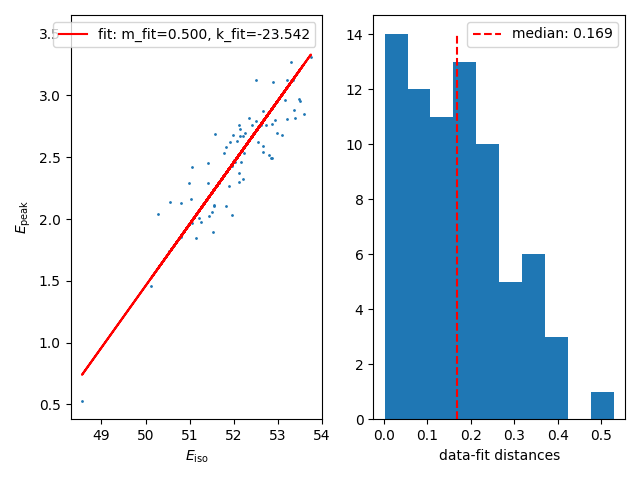 fit: m_fit=0.500, k_fit=-23.542
3.5
3.0
2.5
2.0
1.5
1.0
0.5
E_peak
49 50 51 52 53 54
E_iso
median: 0.169
14
12
10
8
6
4
2
0
0.0 0.1 0.2 0.3 0.4 0.5
data-fit distances